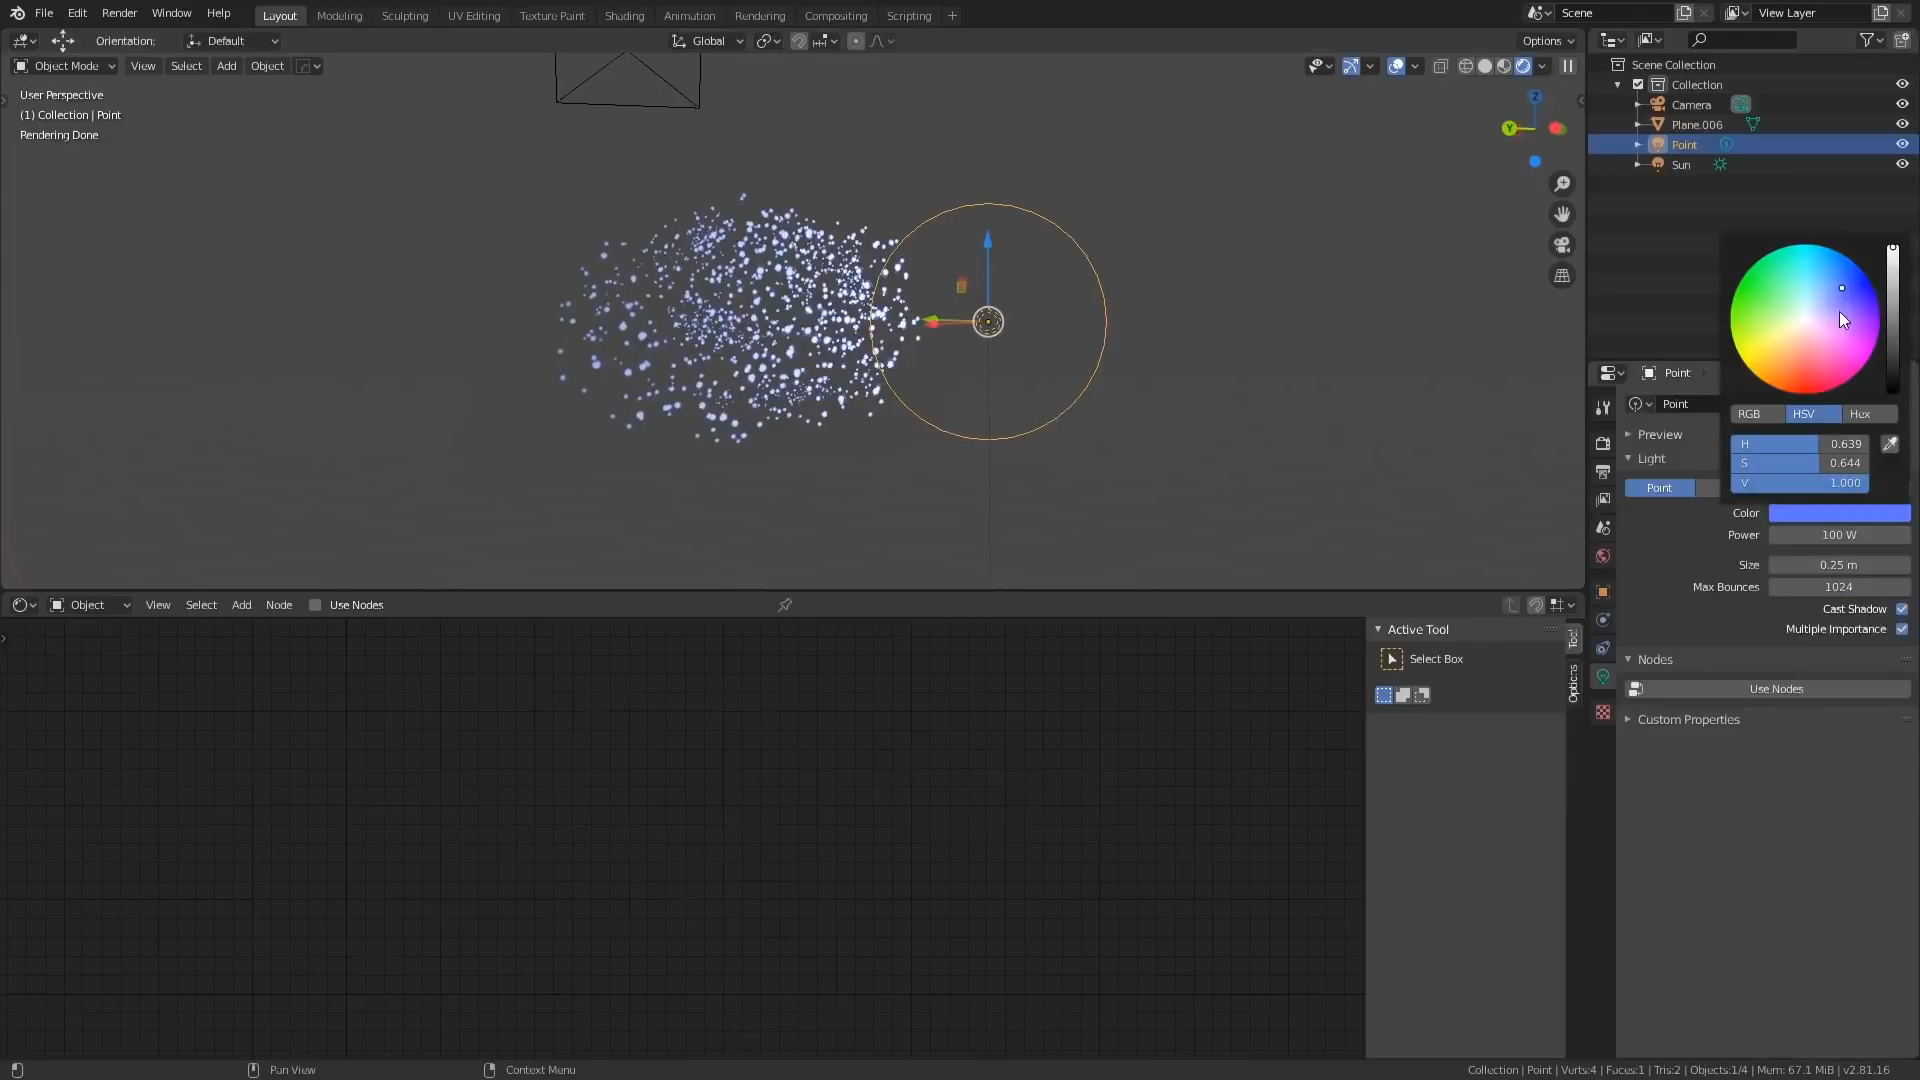 File Edit Render Window Help Layout Modeling Sculpting UV Editing Texture Paint Shading Animation Rendering Compositing Scripting + Scene View Layer
Orientation: Default Global Options
Object Mode View Select Add Object
User Perspective
(1) Collection | Point
Rendering Done
Z
Y
Scene Collection
Collection
Camera
Plane.006
Point
Sun
RGB HSV Hex
H 0.639
S 0.644
V 1.000
Point
Point
Preview
Light
Point
Color
Power 100 W
Size 0.25 m
Max Bounces 1024
Cast Shadow
Multiple Importance
Nodes
Use Nodes
Custom Properties
Object View Select Add Node Use Nodes
Active Tool
Select Box
Tool
Options
Pan View Context Menu Collection | Point | Verts:4 | Faces:1 | Tris:2 | Objects:1/4 | Mem: 67.1 MiB | v2.81.16